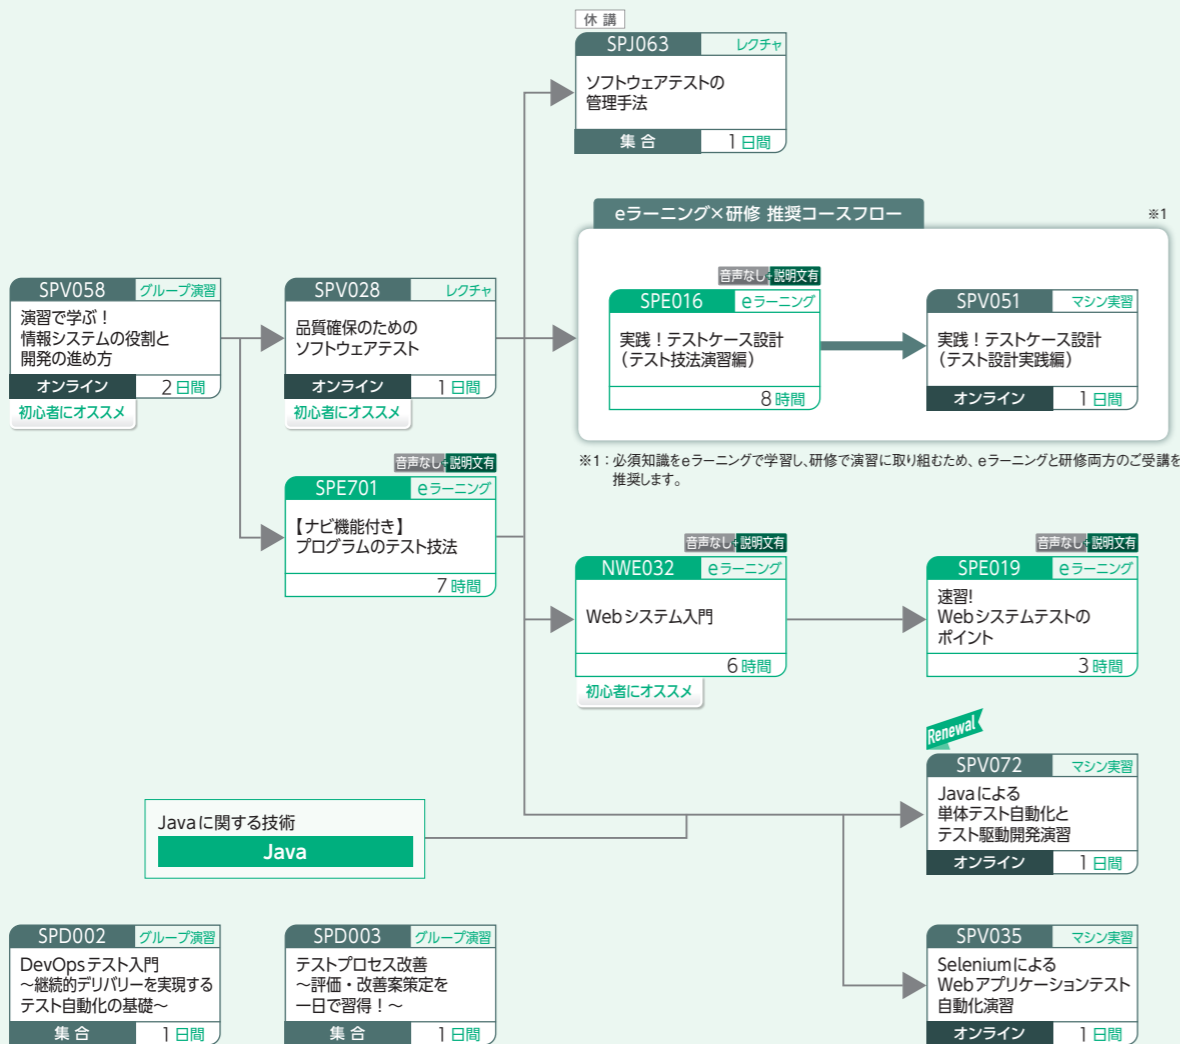 休 講
SPJ063 レクチャ
ソフトウェアテストの
管理手法
集 合 1日間
eラーニング×研修 推奨コースフロー
※1
音声なし+説明文有
SPE016 eラーニング
実践！テストケース設計
（テスト技法演習編）
8時間
SPV051 マシン実習
実践！テストケース設計
（テスト設計実践編）
オンライン 1日間
※1：必須知識をeラーニングで学習し、研修で演習に取り組むため、eラーニングと研修両方のご受講を
推奨します。
SPV058 グループ演習
演習で学ぶ！
情報システムの役割と
開発の進め方
オンライン 2日間
初心者にオススメ
SPV028 レクチャ
品質確保のための
ソフトウェアテスト
オンライン 1日間
初心者にオススメ
音声なし+説明文有
SPE701 eラーニング
【ナビ機能付き】
プログラムのテスト技法
7時間
音声なし+説明文有
NWE032 eラーニング
Webシステム入門
6時間
初心者にオススメ
音声なし+説明文有
SPE019 eラーニング
速習!
Webシステムテストの
ポイント
3時間
Renewal
SPV072 マシン実習
Javaによる
単体テスト自動化と
テスト駆動開発演習
オンライン 1日間
Javaに関する技術
Java
SPD002 グループ演習
DevOpsテスト入門
～継続的デリバリーを実現する
テスト自動化の基礎～
集 合 1日間
SPD003 グループ演習
テストプロセス改善
～評価・改善案策定を
一日で習得！～
集 合 1日間
SPV035 マシン実習
Seleniumによる
Webアプリケーションテスト
自動化演習
オンライン 1日間